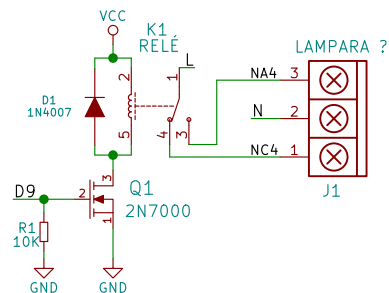 VCC
K1
RELÉ
L
LAMPARA ?
D1
1N4007
2
5
1
4
3
NA4
3
N
2
NC4
1
J1
D9
2
3
1
Q1
2N7000
R1
10K
GND
GND